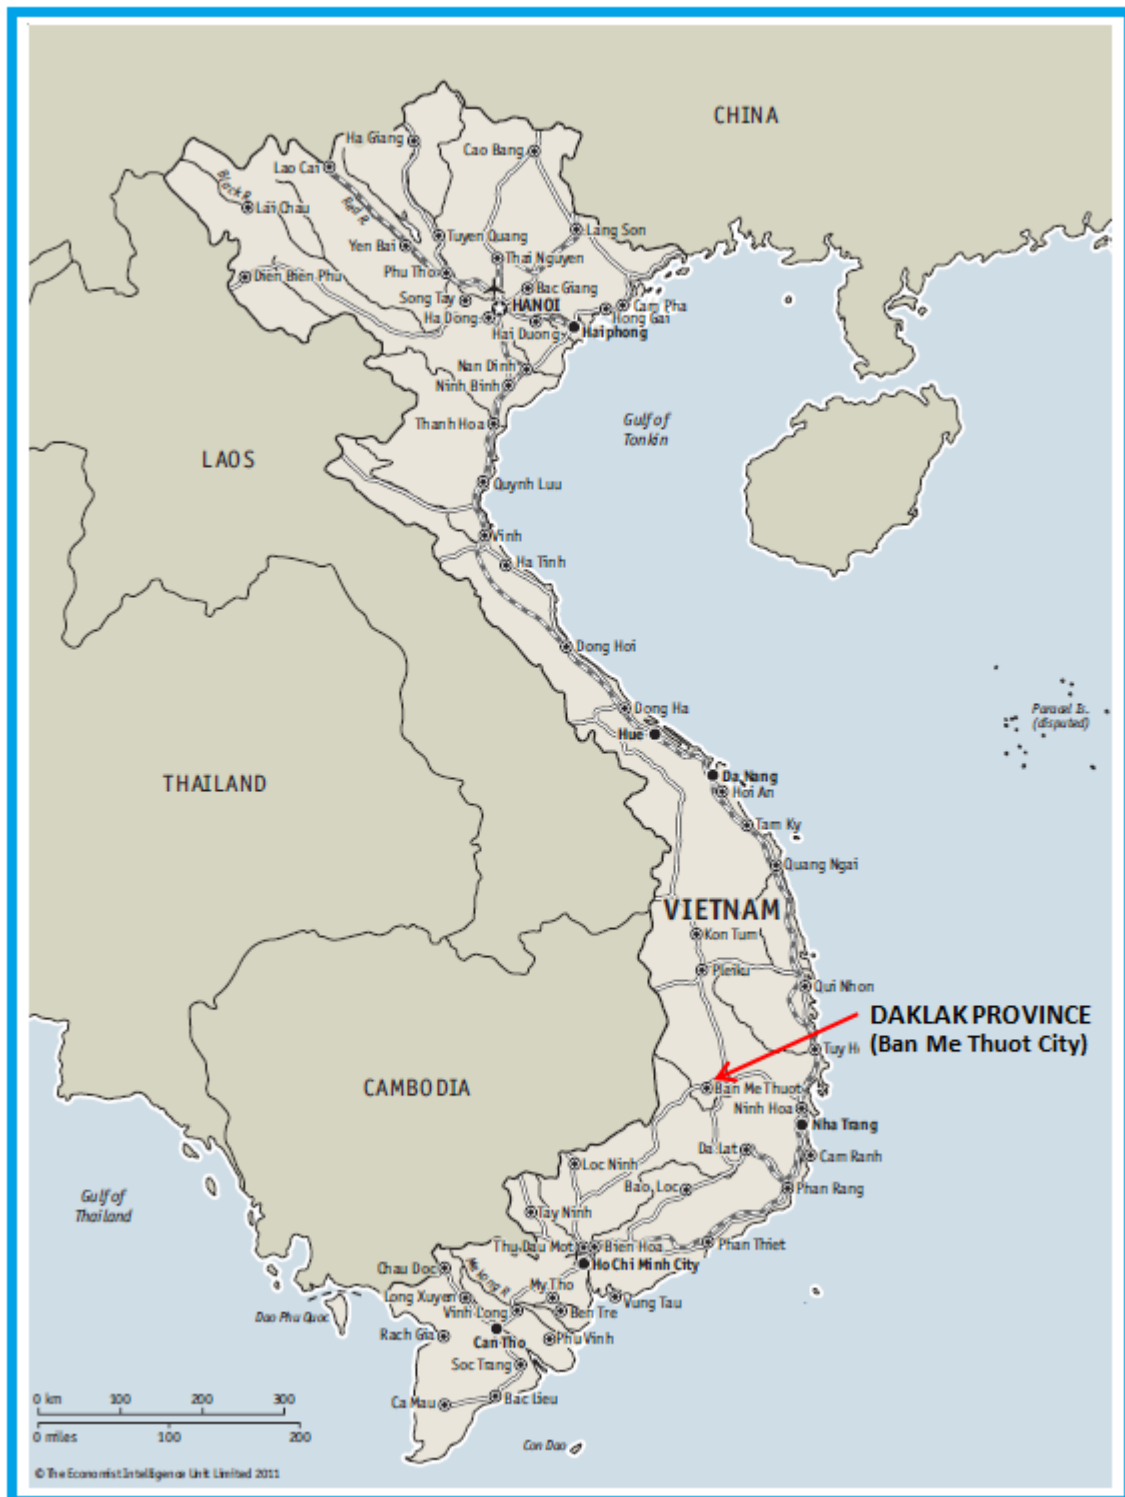 CHINA
Ha Giang
Cao Bang
Lao Cai
Black R.
Red R.
Lai Chau
Lang Son
Tuyen Quang
Yen Bai
Thai Nguyen
Phu Tho
Dien Bien Phu
Bac Giang
Song Tay
HANOI
Cam Pha
Ha Dong
Hong Gai
Hai Duong
Haiphong
Nan Dinh
Ninh Binh
Thanh Hoa
Gulf of
Tonkin
LAOS
Quynh Luu
Vinh
Ha Tinh
Dong Hoi
Dong Ha
Paracel Is.
(disputed)
Hue
THAILAND
Da Nang
Hoi An
Tam Ky
Quang Ngai
VIETNAM
Kon Tum
Pleiku
Qui Nhon
DAKLAK PROVINCE
(Ban Me Thuot City)
Tuy H
CAMBODIA
Ban Me Thuot
Ninh Hoa
Nha Trang
Da Lat
Cam Ranh
Loc Ninh
Bao Loc
Phan Rang
Gulf of
Thailand
Tay Ninh
Thu Dau Mot
Bien Hoa
Phan Thiet
Ho Chi Minh City
Chau Doc
Mekong R.
My Tho
Long Xuyen
Vung Tau
Dao Phu Quoc
Vinh Long
Ben Tre
Rach Gia
Can Tho
Phu Vinh
Soc Trang
Ca Mau
Bac Lieu
0 km 100 200 300
0 miles 100 200
Con Dao
© The Economist Intelligence Unit Limited 2011